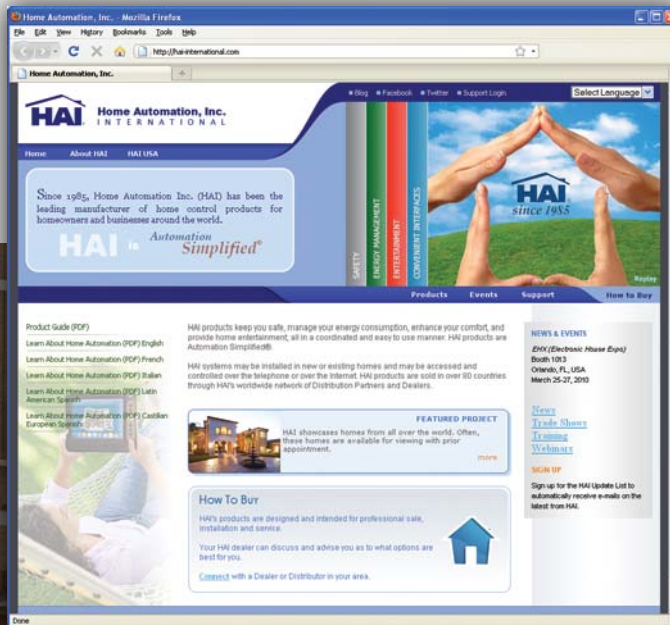 Home Automation, Inc. - Mozilla Firefox
File Edit View History Bookmarks Tools Help
http://hai-international.com
Home Automation, Inc.
Blog Facebook Twitter Support Login
Select Language
HAI Home Automation, Inc.
INTERNATIONAL
Home About HAI HAI USA
Since 1985, Home Automation Inc. (HAI) has been the
leading manufacturer of home control products for
homeowners and businesses around the world.
HAI is Automation
Simplified®
SAFETY
ENERGY MANAGEMENT
ENTERTAINMENT
CONVENIENT INTERFACES
HAI
since 1985
Replay
Products Events Support How to Buy
Product Guide (PDF)
Learn About Home Automation (PDF) English
Learn About Home Automation (PDF) French
Learn About Home Automation (PDF) Italian
Learn About Home Automation (PDF) Latin
American Spanish
Learn About Home Automation (PDF) Castilian
European Spanish
HAI products keep you safe, manage your energy consumption, enhance your comfort, and
provide home entertainment, all in a coordinated and easy to use manner. HAI products are
Automation Simplified®.
HAI systems may be installed in new or existing homes and may be accessed and
controlled over the telephone or over the Internet. HAI products are sold in over 80 countries
through HAI's worldwide network of Distribution Partners and Dealers.
FEATURED PROJECT
HAI showcases homes from all over the world. Often,
these homes are available for viewing with prior
appointment.
more
HOW TO BUY
HAI's products are designed and intended for professional sale,
installation and service.
Your HAI dealer can discuss and advise you as to what options are
best for you.
Connect with a Dealer or Distributor in your area.
NEWS & EVENTS
EHX (Electronic House Expo)
Booth 1013
Orlando, FL, USA
March 25-27, 2010
News
Trade Shows
Training
Webinars
SIGN UP
Sign up for the HAI Update List to
automatically receive e-mails on the
latest from HAI.
Done